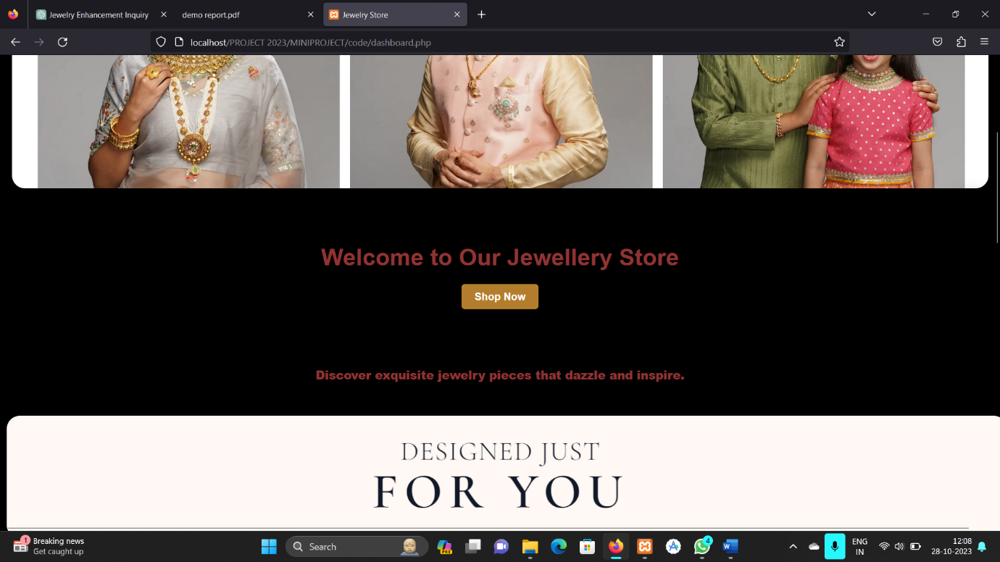 Jewelry Enhancement Inquiry
demo report.pdf
Jewelry Store
localhost/PROJECT 2023/MINIPROJECT/code/dashboard.php
Welcome to Our Jewellery Store
Shop Now
Discover exquisite jewelry pieces that dazzle and inspire.
DESIGNED JUST
FOR YOU
1
Breaking news
Get caught up
Search
PRE
4
ENG
IN
12:08
28-10-2023